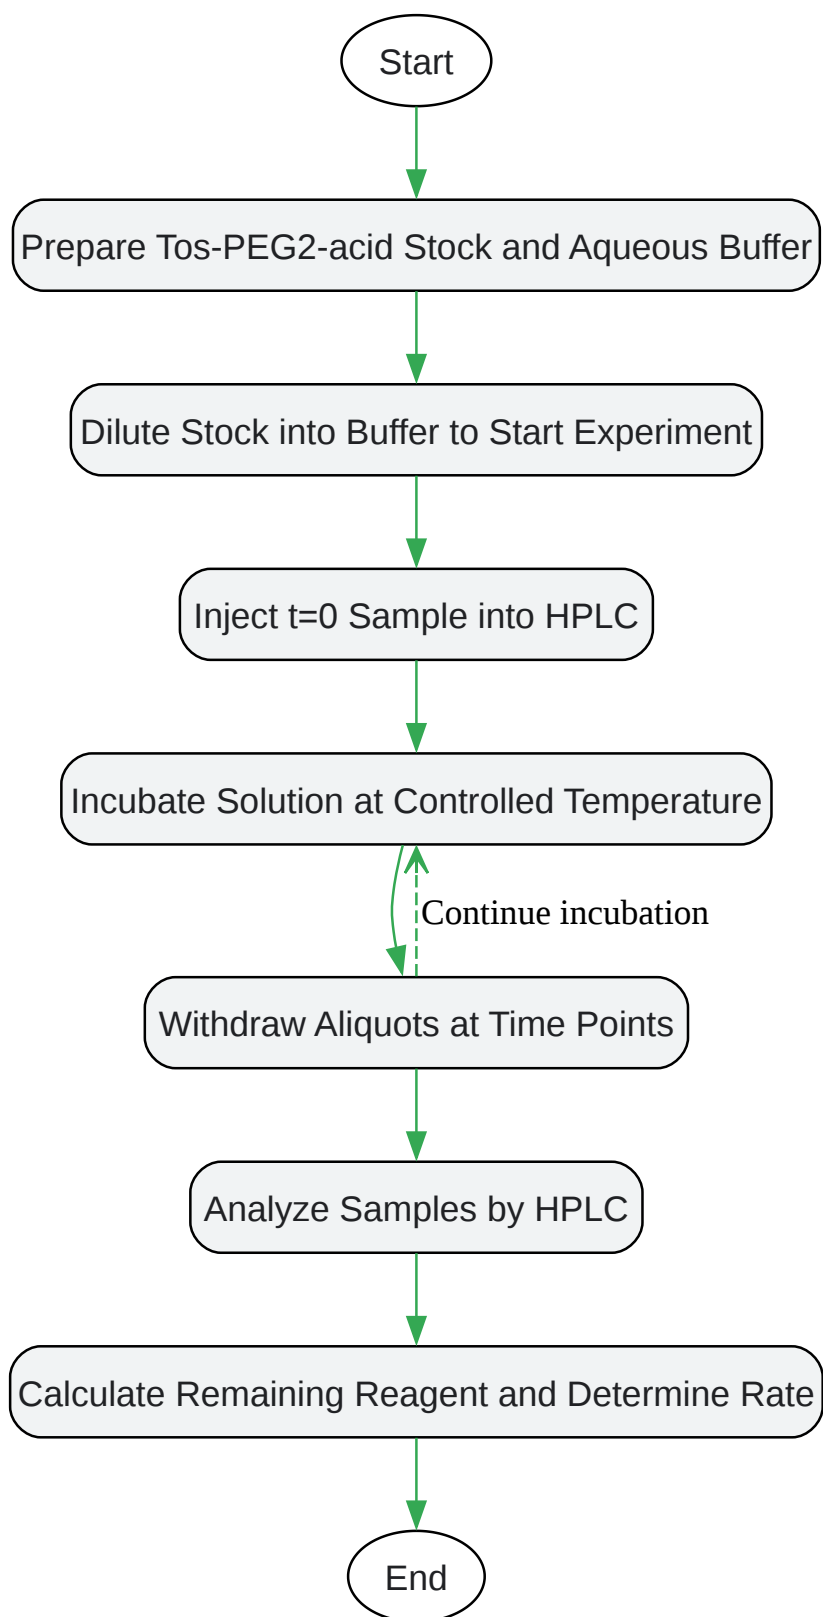 Start
Prepare Tos-PEG2-acid Stock and Aqueous Buffer
Dilute Stock into Buffer to Start Experiment
Inject t=0 Sample into HPLC
Incubate Solution at Controlled Temperature
Continue incubation
Withdraw Aliquots at Time Points
Analyze Samples by HPLC
Calculate Remaining Reagent and Determine Rate
End